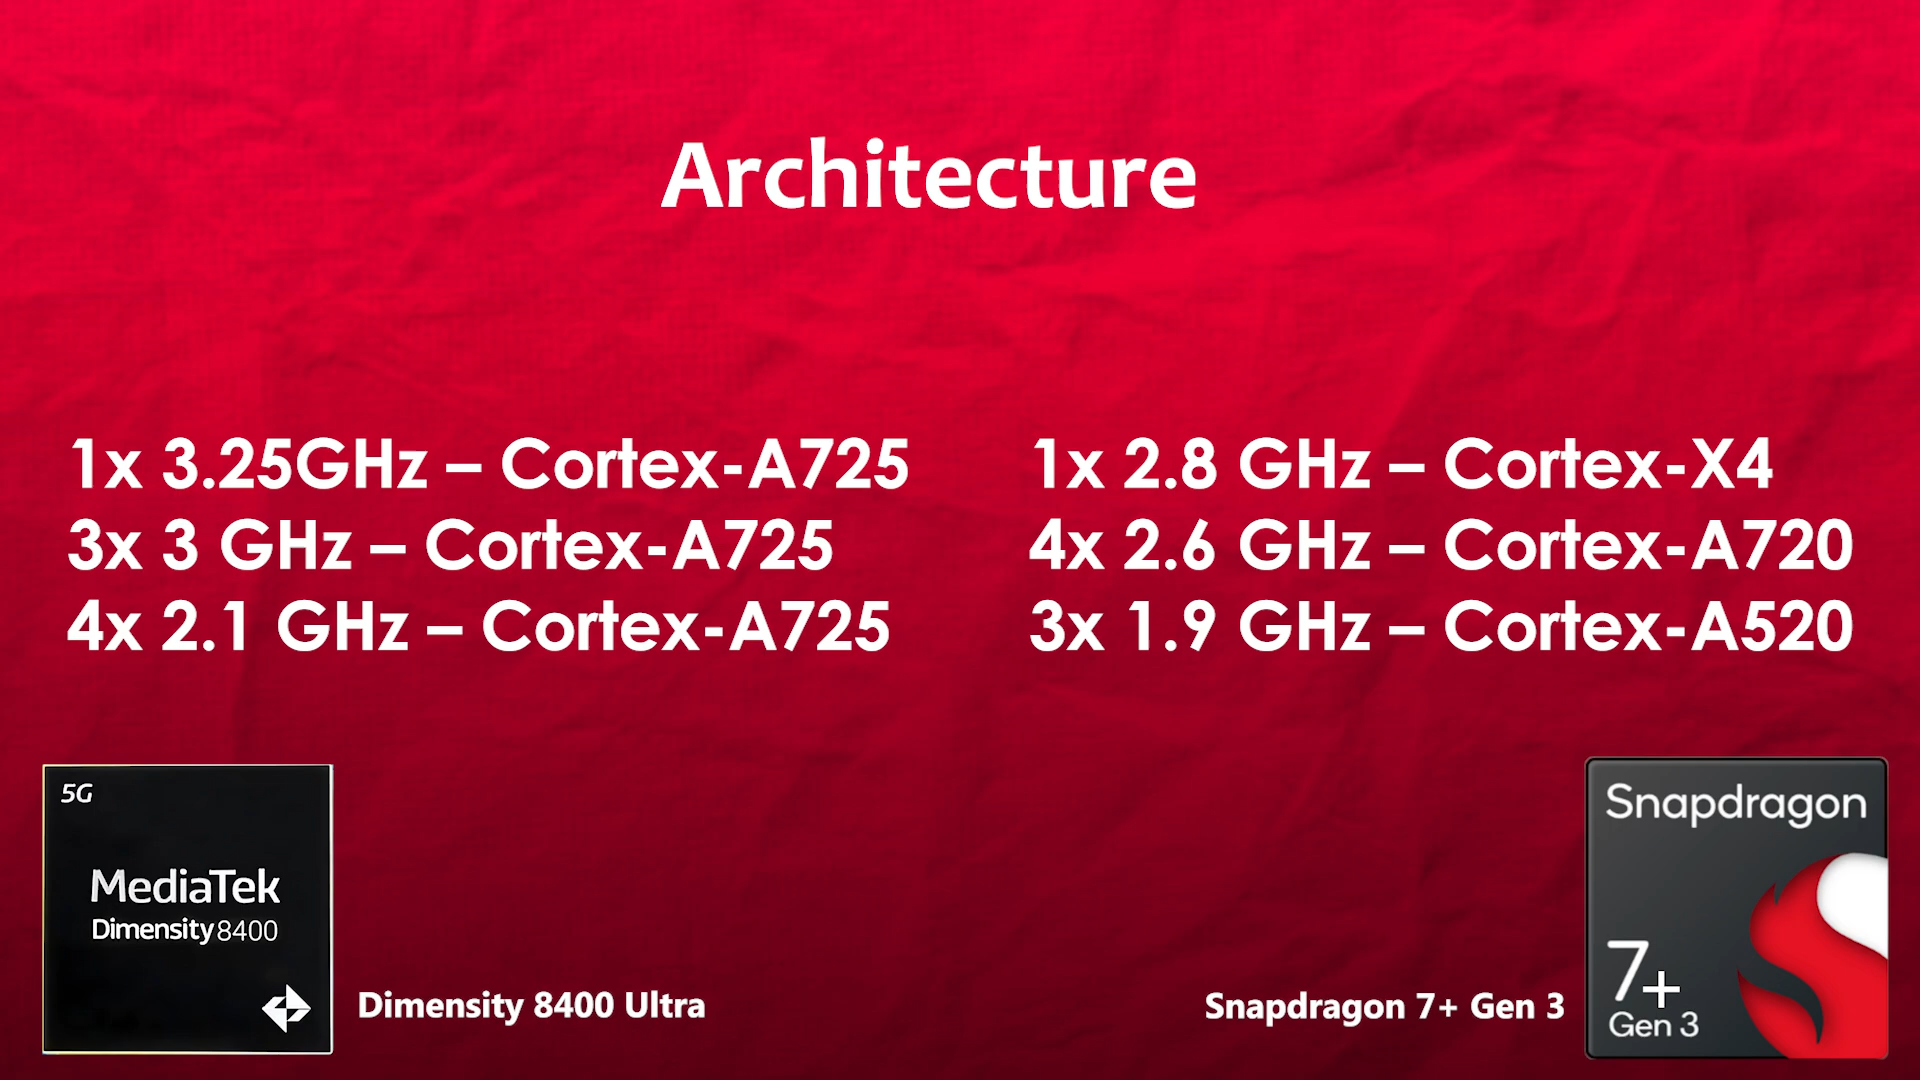 Architecture
1x 3.25GHz – Cortex-A725
3x 3 GHz – Cortex-A725
4x 2.1 GHz – Cortex-A725
1x 2.8 GHz – Cortex-X4
4x 2.6 GHz – Cortex-A720
3x 1.9 GHz – Cortex-A520
5G
MediaTek
Dimensity 8400
Dimensity 8400 Ultra
Snapdragon 7+ Gen 3
Snapdragon
7+
Gen 3